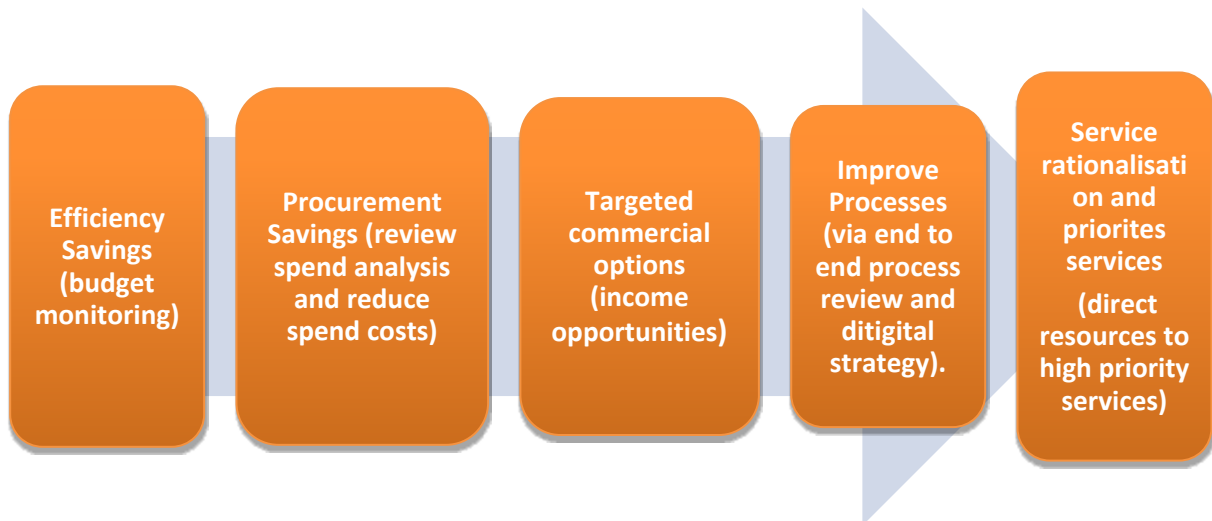 Efficiency
Savings
(budget
monitoring)
Procurement
Savings (review
spend analysis
and reduce
spend costs)
Targeted
commercial
options
(income
opportunities)
Improve
Processes
(via end to
end process
review and
ditigital
strategy).
Service
rationalisati
on and
priorites
services
(direct
resources to
high priority
services)